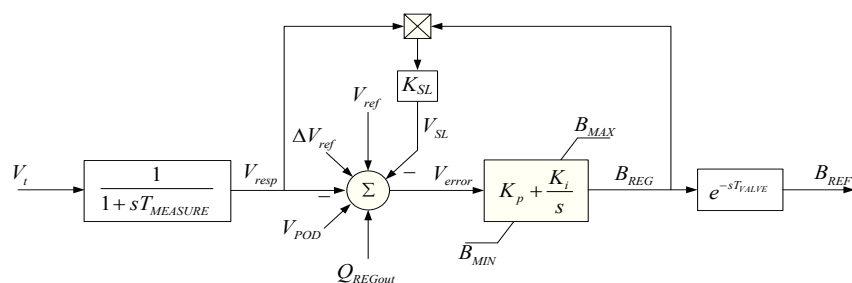 K_SL
V_ref
V_SL
ΔV_ref
B_MAX
V_t
1
1 + sT_MEASURE
V_resp
−
Σ
−
V_error
K_p + K_i
s
B_REG
e^{-sT_VALVE}
B_REF
V_POD
B_MIN
Q_REGout